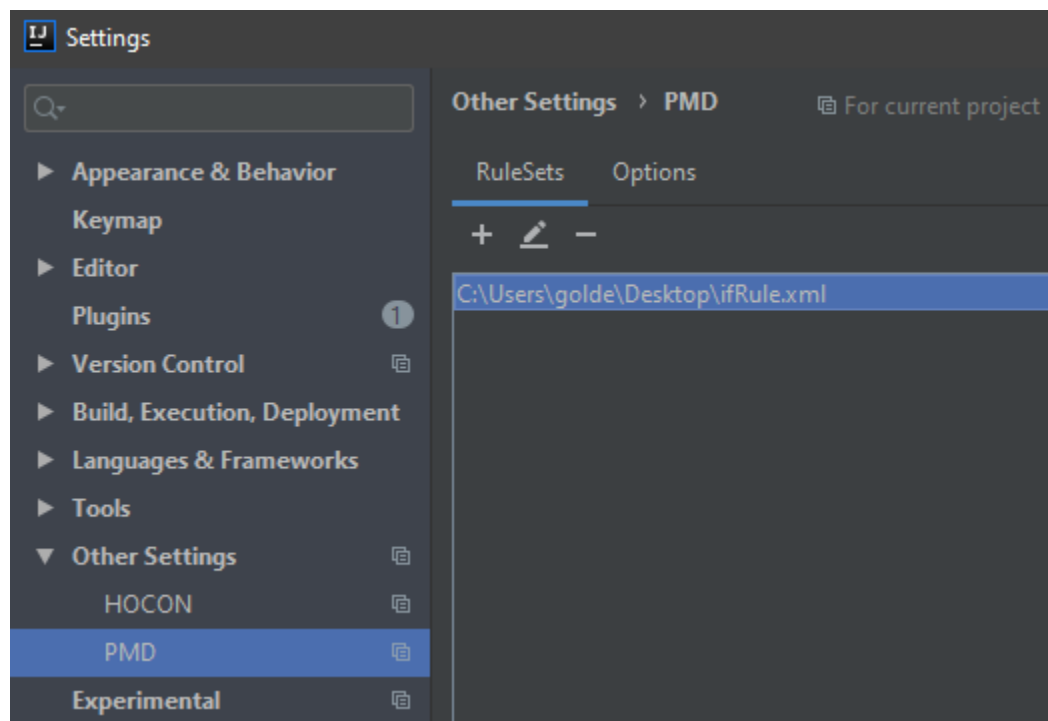 IJ Settings
Appearance & Behavior
Keymap
Editor
Plugins 1
Version Control
Build, Execution, Deployment
Languages & Frameworks
Tools
Other Settings
HOCON
PMD
Experimental
Other Settings › PMD For current project
RuleSets Options
C:\Users\golde\Desktop\ifRule.xml